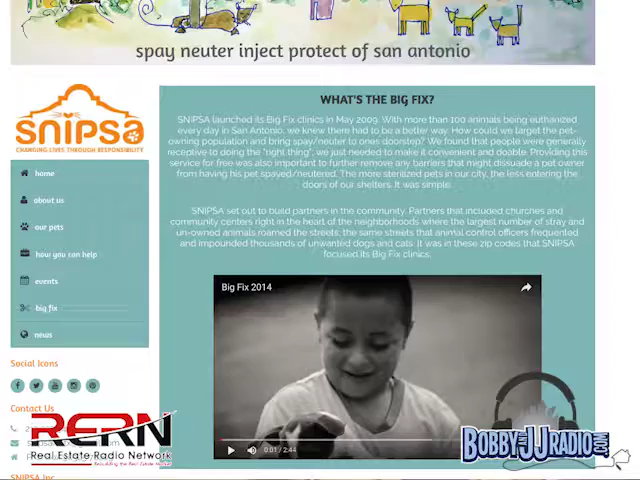 spay neuter inject protect of san antonio
snipsa
CHANGING LIVES THROUGH RESPONSIBILITY
home
about us
our pets
how you can help
events
big fix
news
Social Icons
Contact Us
SNIPSA Inc
WHAT'S THE BIG FIX?
SNIPSA launched its Big Fix clinics in May 2009. With more than 100 animals being euthanized
every day in San Antonio, we knew there had to be a better way. How could we target the pet-
owning population and bring spay/neuter to ones doorstep? We found that people were generally
receptive to doing the "right thing", we just needed to make it convenient and doable. Providing this
service for free was also important to further remove any barriers that might dissuade a pet owner
from having his pet spayed/neutered. The more sterilized pets in our city, the less entering the
doors of our shelters. It was simple.
SNIPSA set out to build partners in the community. Partners that included churches and
community centers right in the heart of the neighborhoods where the largest number of stray and
un-owned animals roamed the streets; the same streets that animal control officers frequented
and impounded thousands of unwanted dogs and cats. It was in these zip codes that SNIPSA
focused its Big Fix clinics.
Big Fix 2014
0:01 / 2:44
RERN
Real Estate Radio Network
Rebuilding the Real Estate Market
BOBBY AND JJRADIO.COM